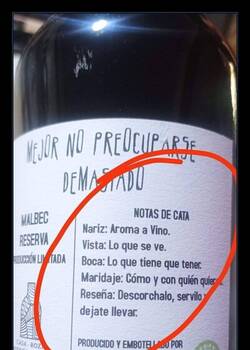 MEJOR NO PREOCUPARSE
DEMASIADO
MALBEC
RESERVA
PRODUCCIÓN LIMITADA
NOTAS DE CATA
Nariz: Aroma a Vino.
Vista: Lo que se ve.
Boca: Lo que tiene que tener.
Maridaje: Cómo y con quién
Reseña: Descorchalo, servilo
dejate llevar.
PRODUCIDO Y EMBOTELLADO POR